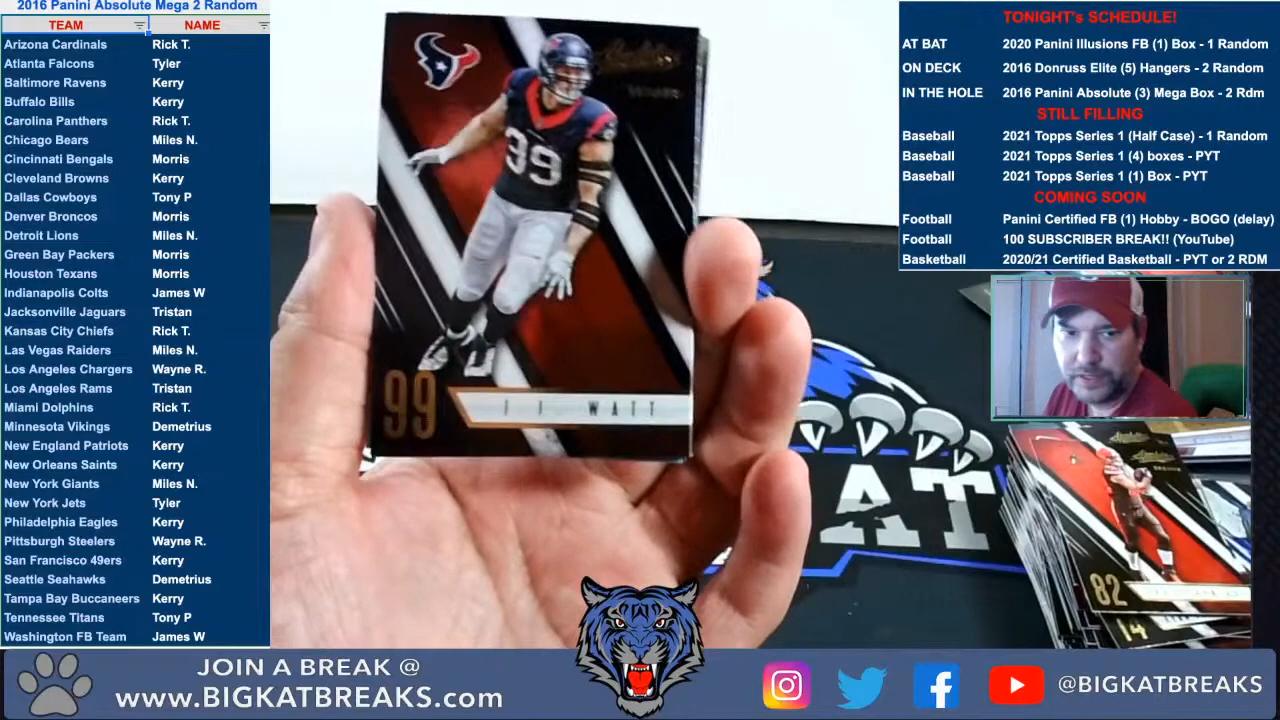 2016 Panini Absolute Mega 2 Random
TEAM NAME
Arizona Cardinals Rick T.
Atlanta Falcons Tyler
Baltimore Ravens Kerry
Buffalo Bills Kerry
Carolina Panthers Rick T.
Chicago Bears Miles N.
Cincinnati Bengals Morris
Cleveland Browns Kerry
Dallas Cowboys Tony P
Denver Broncos Morris
Detroit Lions Miles N.
Green Bay Packers Morris
Houston Texans Morris
Indianapolis Colts James W
Jacksonville Jaguars Tristan
Kansas City Chiefs Rick T.
Las Vegas Raiders Miles N.
Los Angeles Chargers Wayne R.
Los Angeles Rams Tristan
Miami Dolphins Rick T.
Minnesota Vikings Demetrius
New England Patriots Kerry
New Orleans Saints Kerry
New York Giants Miles N.
New York Jets Tyler
Philadelphia Eagles Kerry
Pittsburgh Steelers Wayne R.
San Francisco 49ers Kerry
Seattle Seahawks Demetrius
Tampa Bay Buccaneers Kerry
Tennessee Titans Tony P
Washington FB Team James W
99
99 J J WATT
TONIGHT's SCHEDULE!
AT BAT 2020 Panini Illusions FB (1) Box - 1 Random
ON DECK 2016 Donruss Elite (5) Hangers - 2 Random
IN THE HOLE 2016 Panini Absolute (3) Mega Box - 2 Rdm
STILL FILLING
Baseball 2021 Topps Series 1 (Half Case) - 1 Random
Baseball 2021 Topps Series 1 (4) boxes - PYT
Baseball 2021 Topps Series 1 (1) Box - PYT
COMING SOON
Football Panini Certified FB (1) Hobby - BOGO (delay)
Football 100 SUBSCRIBER BREAK!! (YouTube)
Basketball 2020/21 Certified Basketball - PYT or 2 RDM
AT
82
14
JOIN A BREAK @
www.BIGKATBREAKS.com
@BIGKATBREAKS